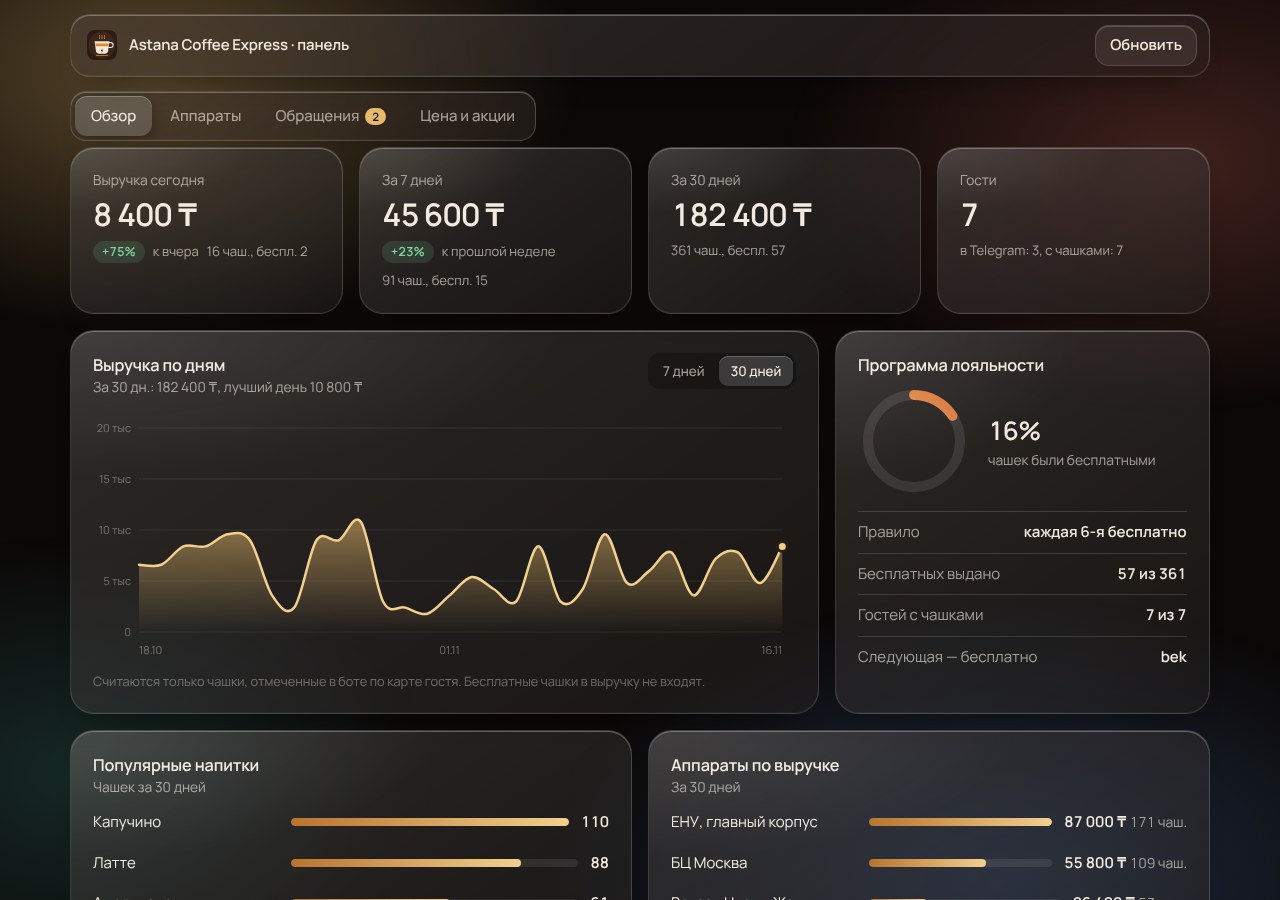 Astana Coffee Express · панель
Обновить
Обзор
Аппараты
Обращения 2
Цена и акции
Выручка сегодня
8 400 ₸
+75% к вчера 16 чаш., беспл. 2
За 7 дней
45 600 ₸
+23% к прошлой неделе
91 чаш., беспл. 15
За 30 дней
182 400 ₸
361 чаш., беспл. 57
Гости
7
в Telegram: 3, с чашками: 7
Выручка по дням
За 30 дн.: 182 400 ₸, лучший день 10 800 ₸
7 дней
30 дней
20 тыс
15 тыс
10 тыс
5 тыс
0
18.10
01.11
16.11
Считаются только чашки, отмеченные в боте по карте гостя. Бесплатные чашки в выручку не входят.
Программа лояльности
16%
чашек были бесплатными
Правило каждая 6-я бесплатно
Бесплатных выдано 57 из 361
Гостей с чашками 7 из 7
Следующая — бесплатно bek
Популярные напитки
Чашек за 30 дней
Капучино 110
Латте 88
Аппараты по выручке
За 30 дней
ЕНУ, главный корпус 87 000 ₸ 171 чаш.
БЦ Москва 55 800 ₸ 109 чаш.